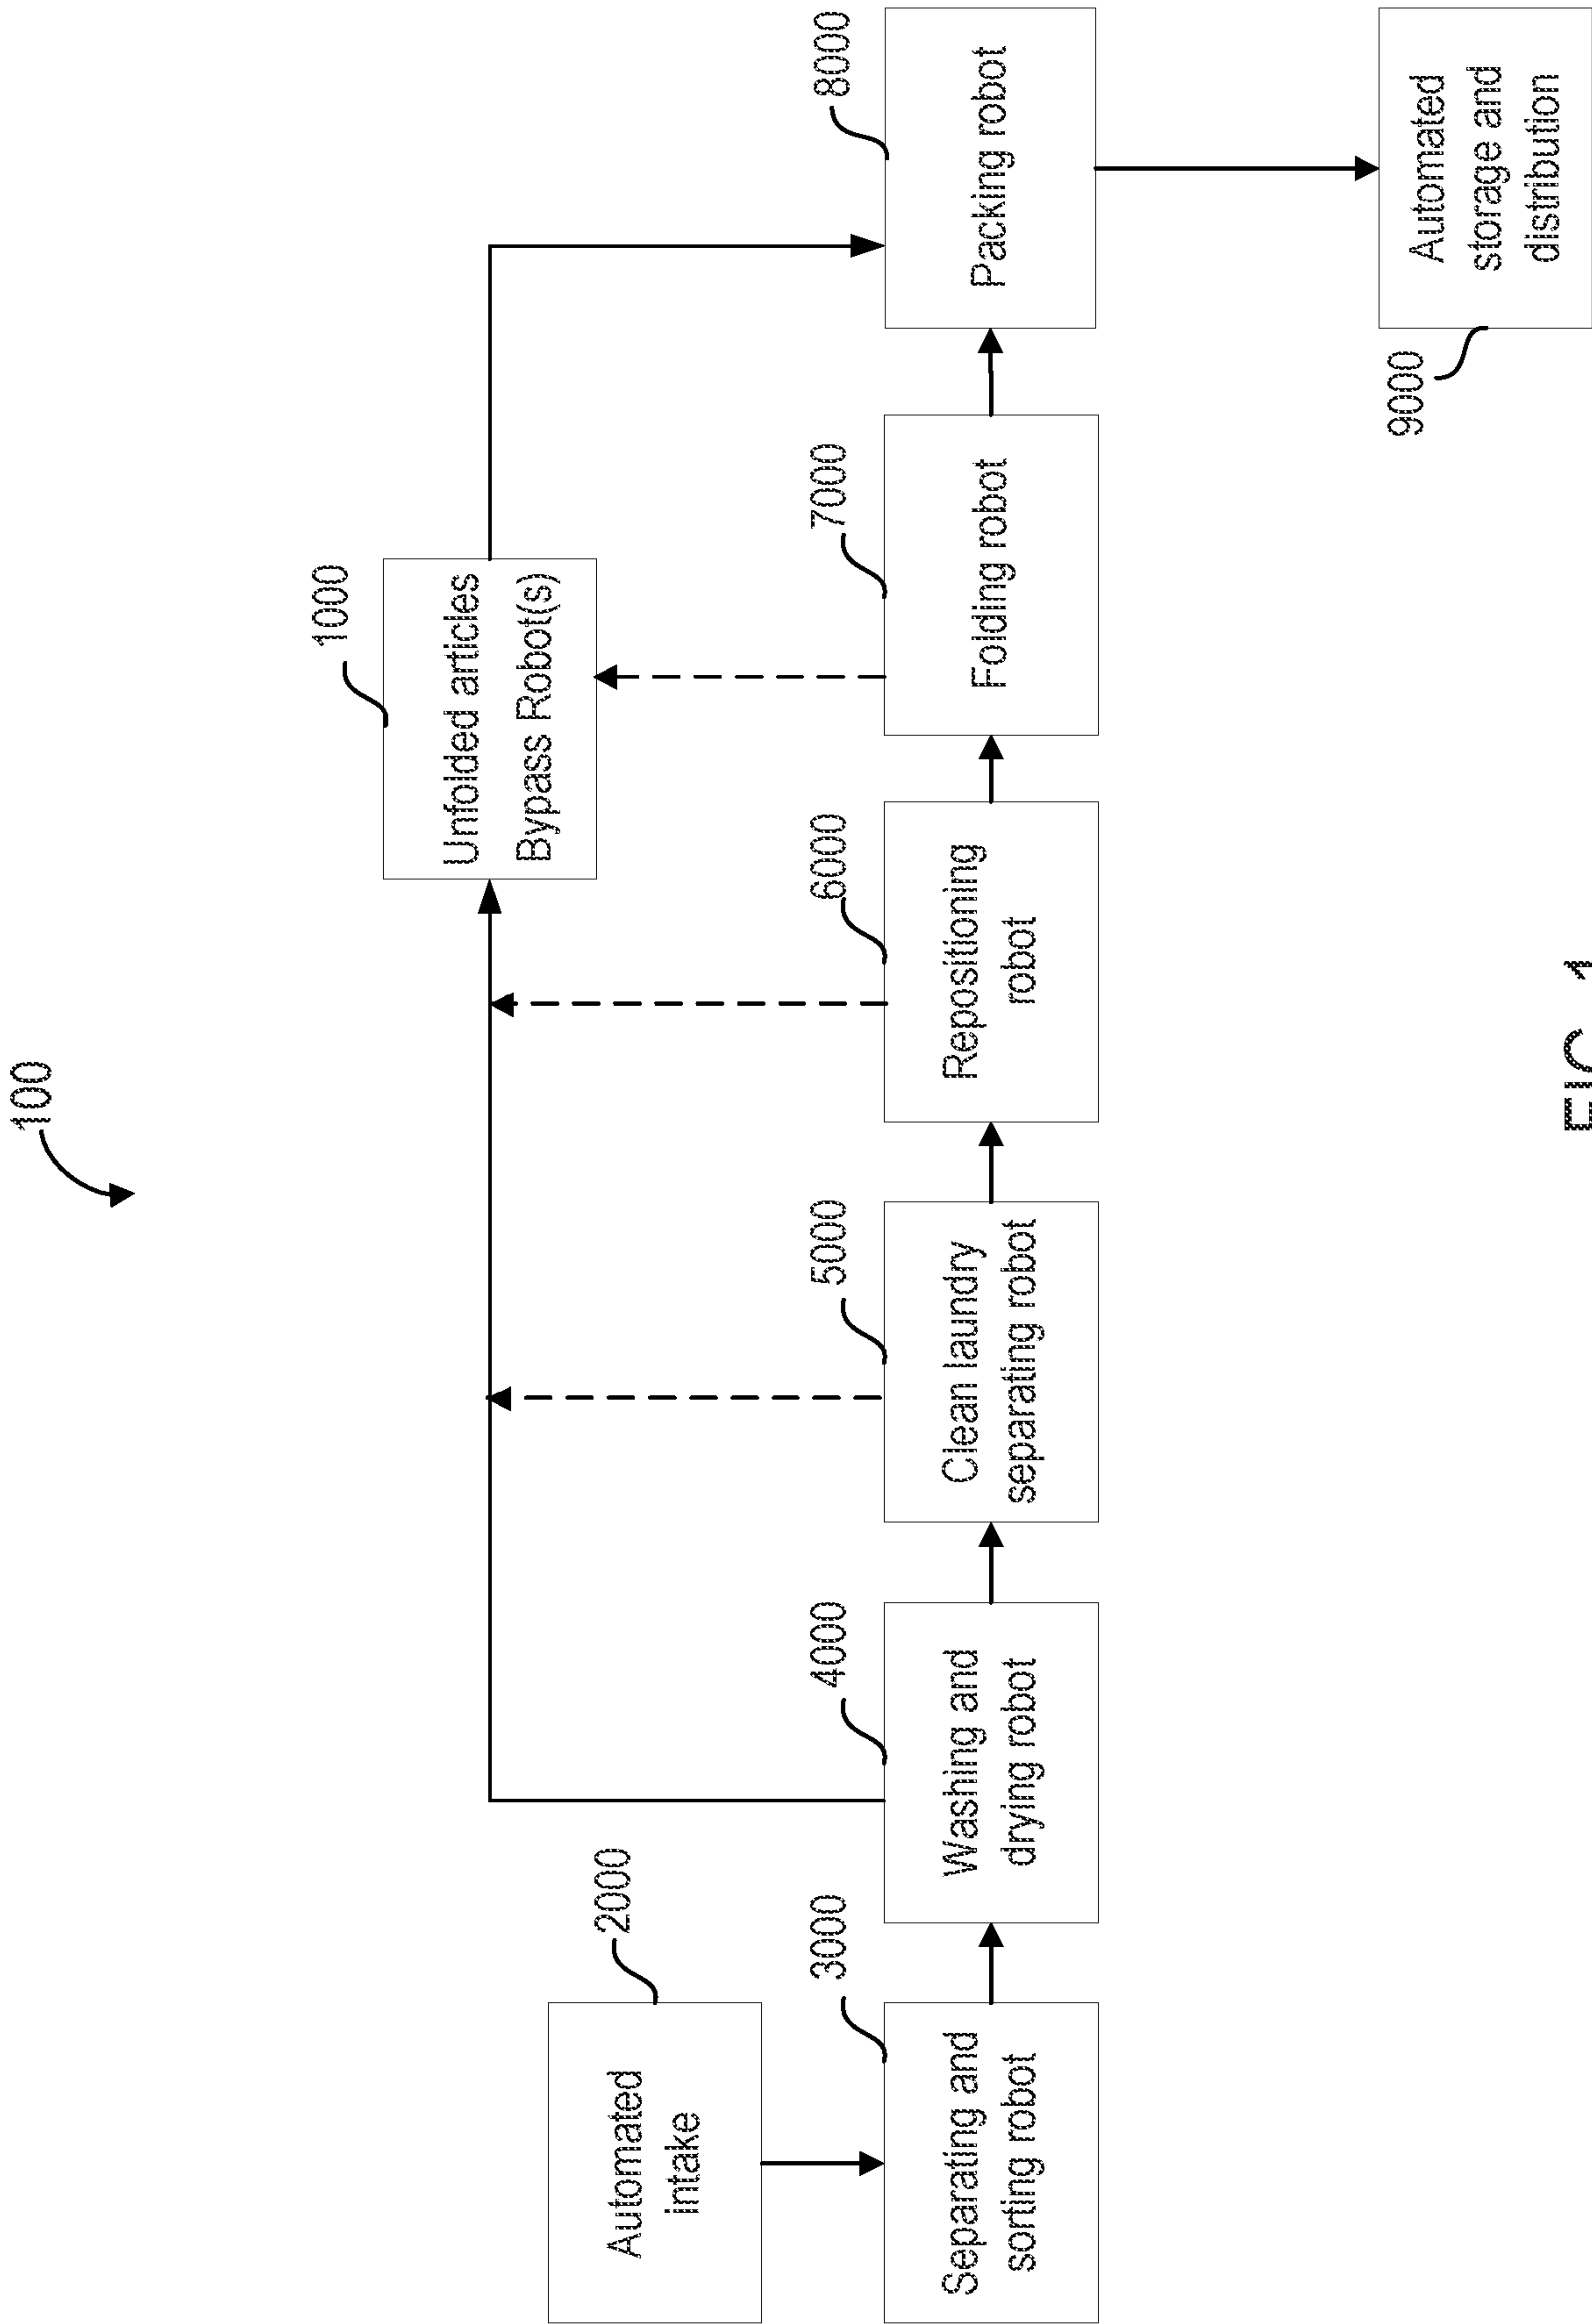 100
1000
Unfolded articles
Bypass Robot(s)
2000
Automated
intake
3000
Separating and
sorting robot
4000
Washing and
drying robot
5000
Clean laundry
separating robot
6000
Repositioning
robot
7000
Folding robot
8000
Packing robot
9000
Automated
storage and
distribution
FIG. 1